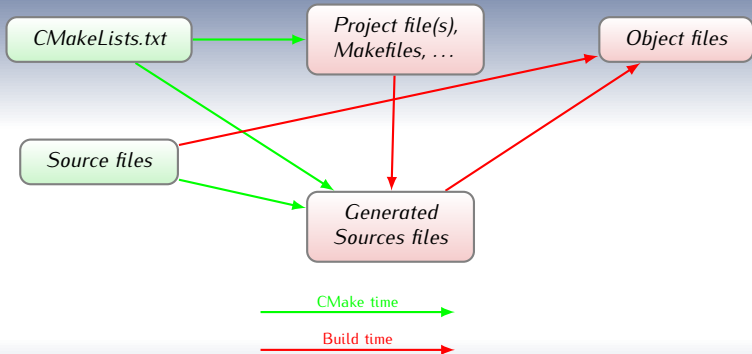 CMakeLists.txt
Project file(s),
Makefiles, ...
Object files
Source files
Generated
Sources files
CMake time
Build time